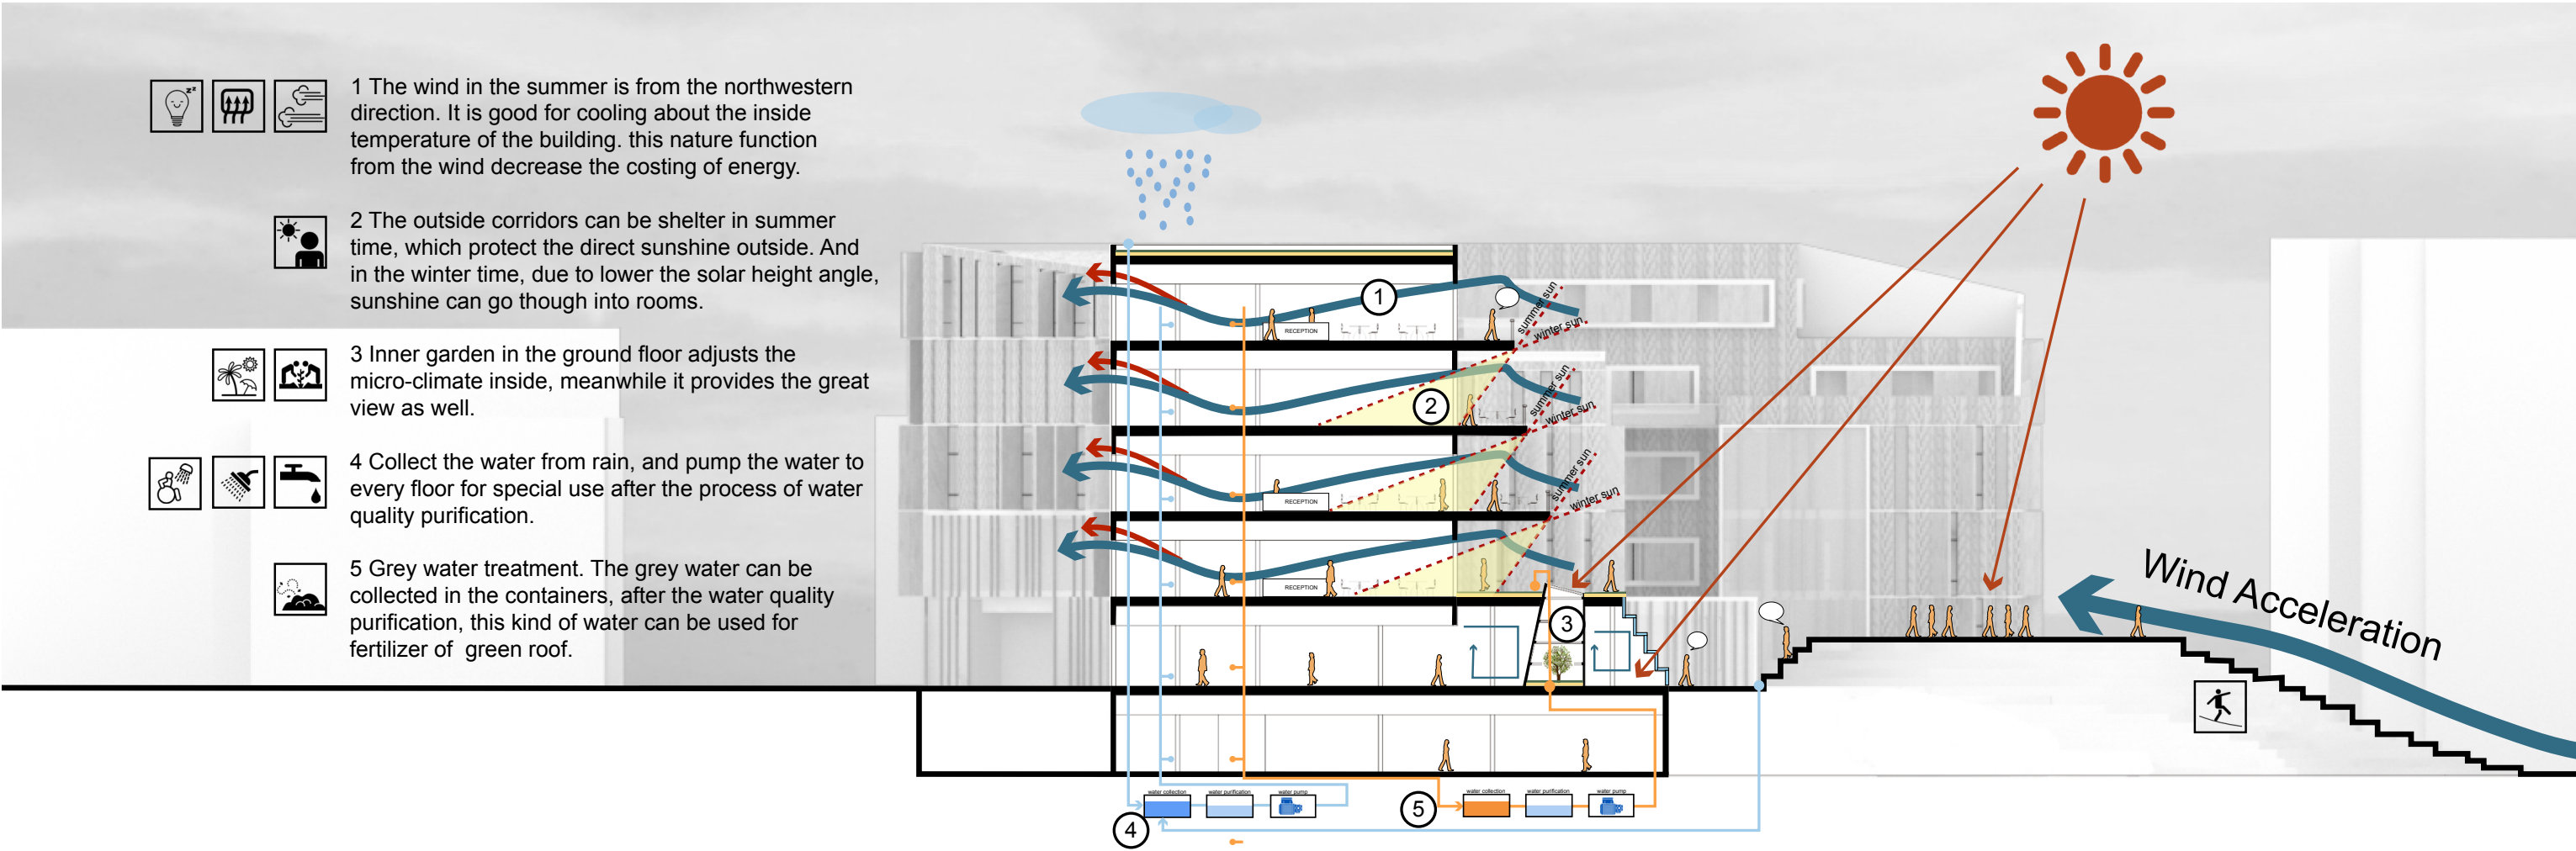 1 The wind in the summer is from the northwestern
direction. It is good for cooling about the inside
temperature of the building. this nature function
from the wind decrease the costing of energy.
2 The outside corridors can be shelter in summer
time, which protect the direct sunshine outside. And
in the winter time, due to lower the solar height angle,
sunshine can go though into rooms.
3 Inner garden in the ground floor adjusts the
micro-climate inside, meanwhile it provides the great
view as well.
4 Collect the water from rain, and pump the water to
every floor for special use after the process of water
quality purification.
5 Grey water treatment. The grey water can be
collected in the containers, after the water quality
purification, this kind of water can be used for
fertilizer of  green roof.
zz
1
RECEPTION
summer sun
winter sun
2
summer sun
winter sun
RECEPTION
summer sun
winter sun
RECEPTION
3
Wind Acceleration
water collection
water purification
water pump
4
5
water collection
water purification
water pump